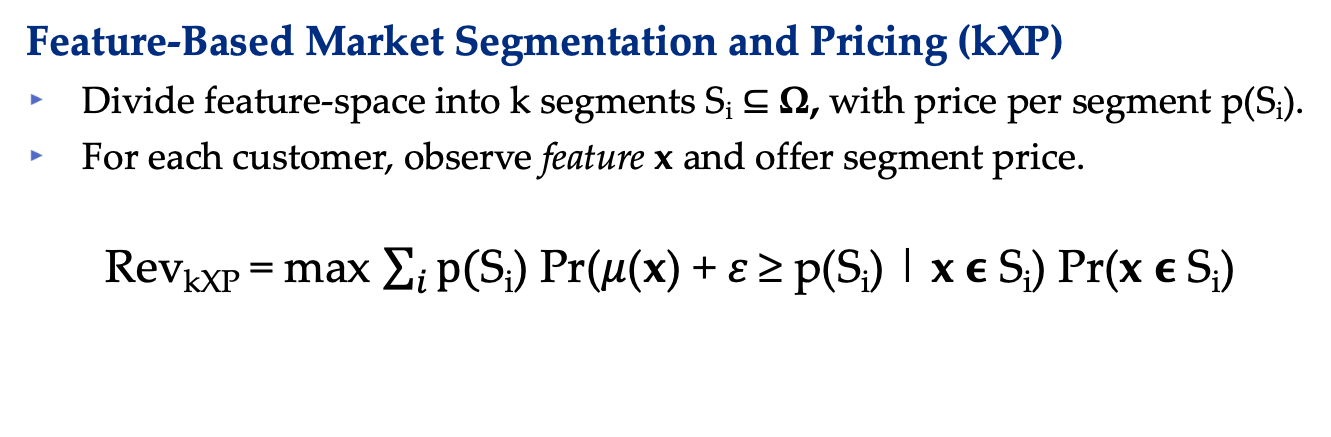 Feature-Based Market Segmentation and Pricing (kXP)
▸ Divide feature-space into k segments Sᵢ ⊆ Ω, with price per segment p(Sᵢ).
▸ For each customer, observe feature x and offer segment price.
Rev_kXP = max ∑ᵢ p(Sᵢ) Pr(μ(x) + ε ≥ p(Sᵢ) | x ϵ Sᵢ) Pr(x ϵ Sᵢ)